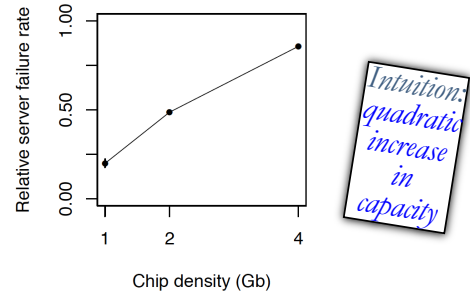 Relative server failure rate
1.00
0.50
0.00
1 2 4
Chip density (Gb)
Intuition:
quadratic
increase
in
capacity